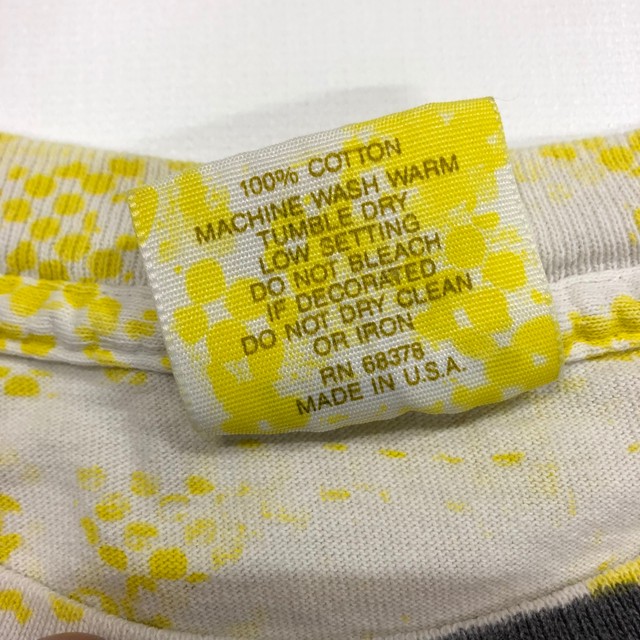 100% COTTON
MACHINE WASH WARM
TUMBLE DRY
LOW SETTING
DO NOT BLEACH
IF DECORATED
DO NOT DRY CLEAN
OR IRON
RN 68378
MADE IN U.S.A.